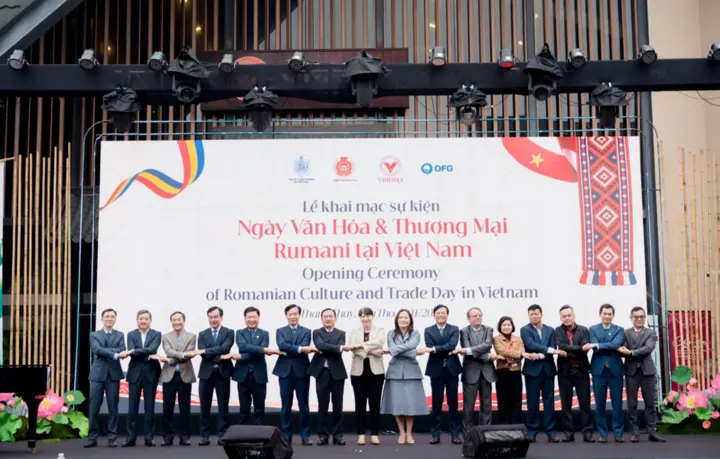 VIHOMA
OFG
Lễ khai mạc sự kiện
Ngày Văn Hóa & Thương Mại
Rumani tại Việt Nam
Opening Ceremony
of Romanian Culture and Trade Day in Vietnam